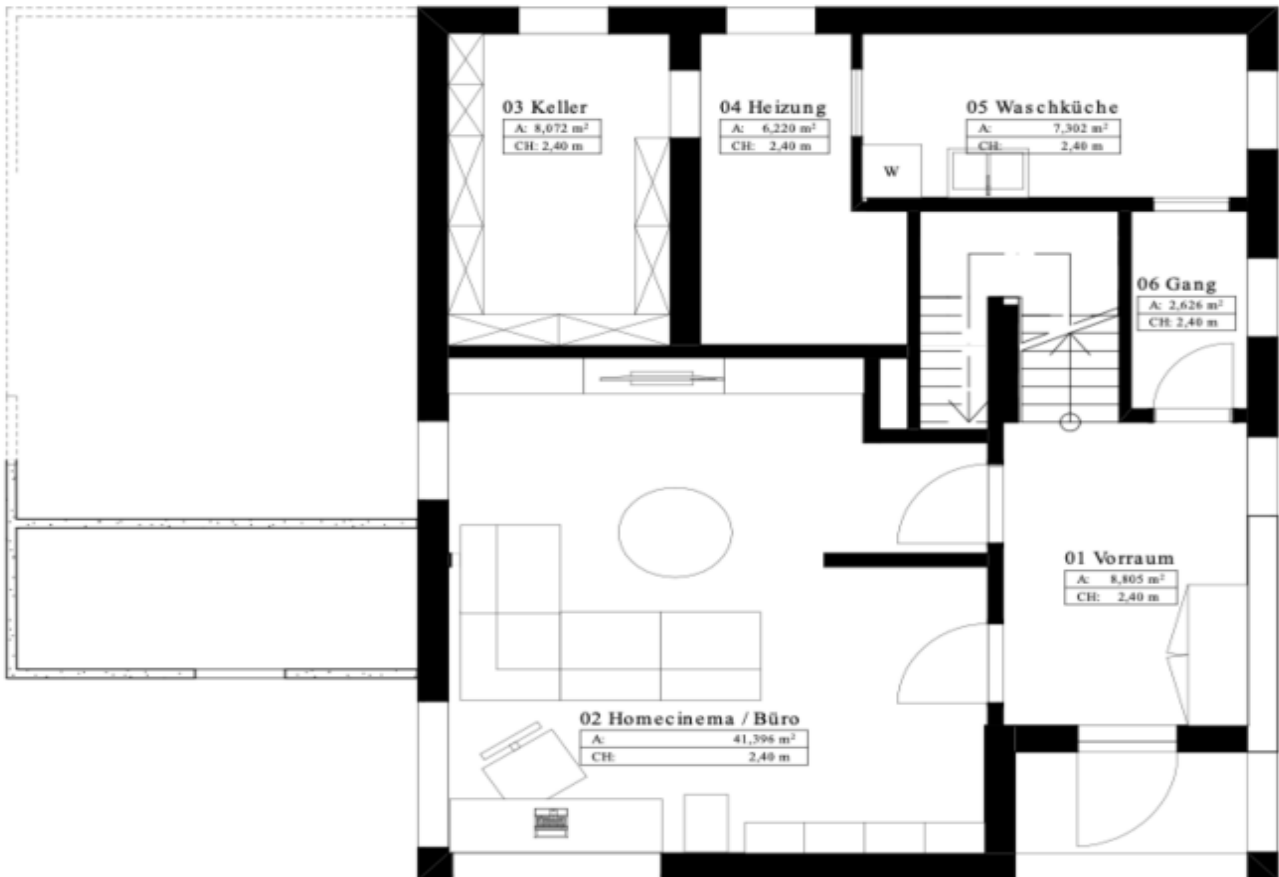 03 Keller
A: 8,072 m²
CH: 2,40 m
04 Heizung
A: 6,220 m²
CH: 2,40 m
05 Waschküche
A: 7,302 m²
CH: 2,40 m
W
06 Gang
A: 2,626 m²
CH: 2,40 m
01 Vorraum
A: 8,805 m²
CH: 2,40 m
02 Homecinema / Büro
A: 41,396 m²
CH: 2,40 m